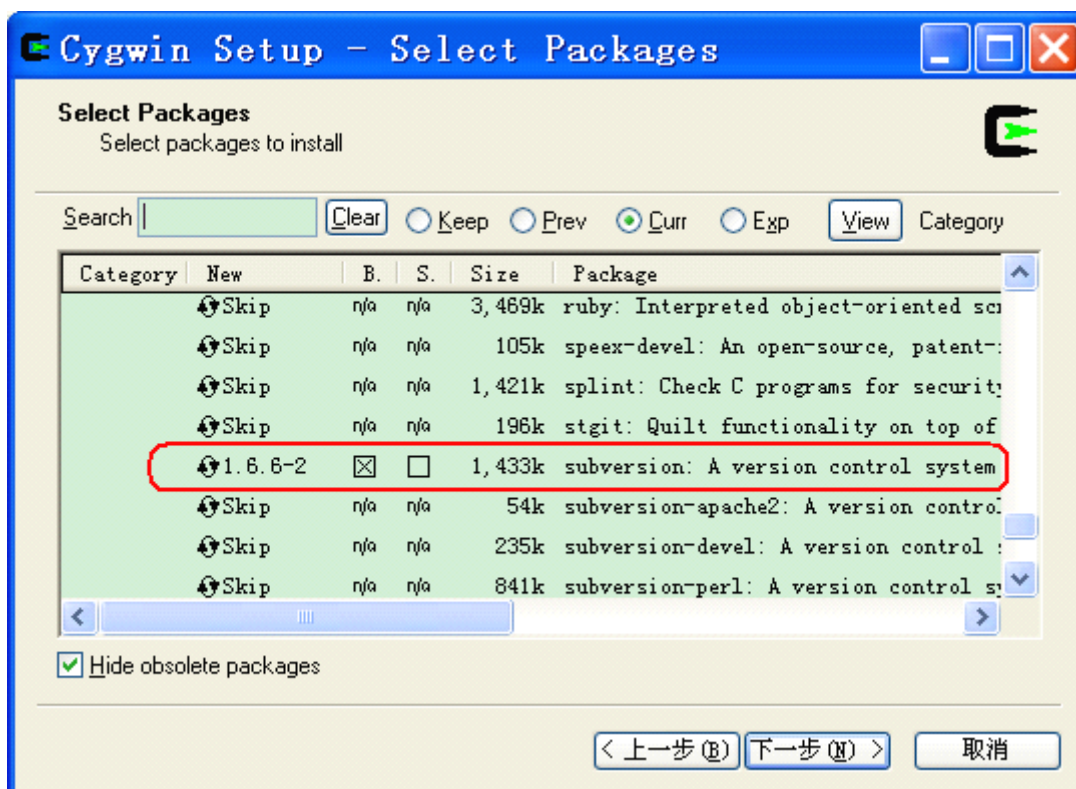 Cygwin Setup - Select Packages
Select Packages
Select packages to install
Search Clear Keep Prev Curr Exp View Category
Category New B. S. Size Package
Skip n/a n/a 3,469k ruby: Interpreted object-oriented scr
Skip n/a n/a 105k speex-devel: An open-source, patent-
Skip n/a n/a 1,421k splint: Check C programs for security
Skip n/a n/a 196k stgit: Quilt functionality on top of
1.6.6-2 1,433k subversion: A version control system
Skip n/a n/a 54k subversion-apache2: A version control
Skip n/a n/a 235k subversion-devel: A version control
Skip n/a n/a 841k subversion-perl: A version control sy
Hide obsolete packages
< 上一步(B) 下一步(N) > 取消